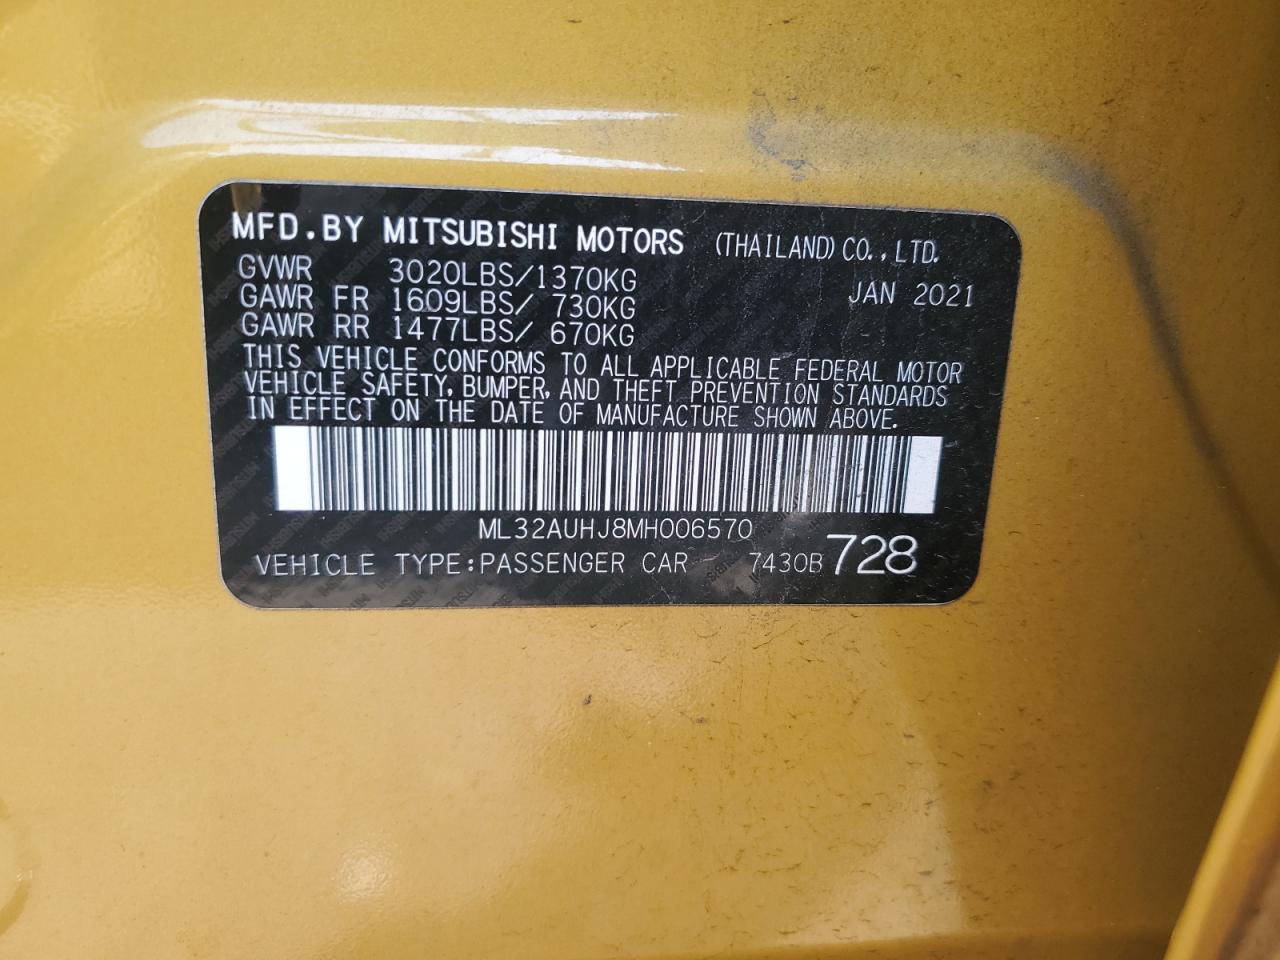 MFD.BY MITSUBISHI MOTORS (THAILAND) CO.,LTD.
GVWR 3020LBS/1370KG JAN 2021
GAWR FR 1609LBS/ 730KG
GAWR RR 1477LBS/ 670KG
THIS VEHICLE CONFORMS TO ALL APPLICABLE FEDERAL MOTOR
VEHICLE SAFETY, BUMPER, AND THEFT PREVENTION STANDARDS
IN EFFECT ON THE DATE OF MANUFACTURE SHOWN ABOVE.
ML32AUHJ8MH006570
VEHICLE TYPE:PASSENGER CAR 7430B 728